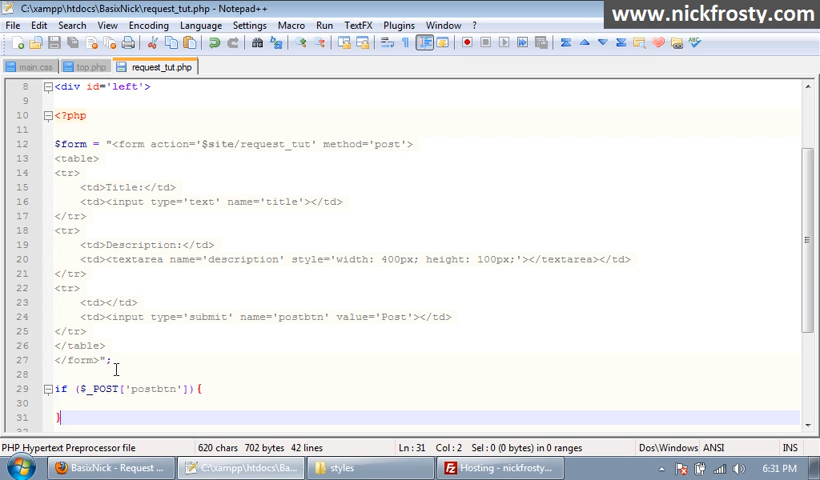 C:\xampp\htdocs\BasixNick\request_tut.php - Notepad++
www.nickfrosty.com
File Edit Search View Encoding Language Settings Macro Run TextFX Plugins Window ?
main.css top.php request_tut.php
8 <div id='left'>
9
10 <?php
11
12 $form = "<form action='$site/request_tut' method='post'>
13 <table>
14 <tr>
15 <td>Title:</td>
16 <td><input type='text' name='title'></td>
17 </tr>
18 <tr>
19 <td>Description:</td>
20 <td><textarea name='description' style='width: 400px; height: 100px;'></textarea></td>
21 </tr>
22 <tr>
23 <td></td>
24 <td><input type='submit' name='postbtn' value='Post'></td>
25 </tr>
26 </table>
27 </form>";
28
29 if ($_POST['postbtn']){
30
31 }
PHP Hypertext Preprocessor file 620 chars 702 bytes 42 lines Ln : 31 Col : 2 Sel : 0 (0 bytes) in 0 ranges Dos\Windows ANSI INS
BasixNick - Request ... C:\xampp\htdocs\Ba... styles Hosting - nickfrosty... 6:31 PM